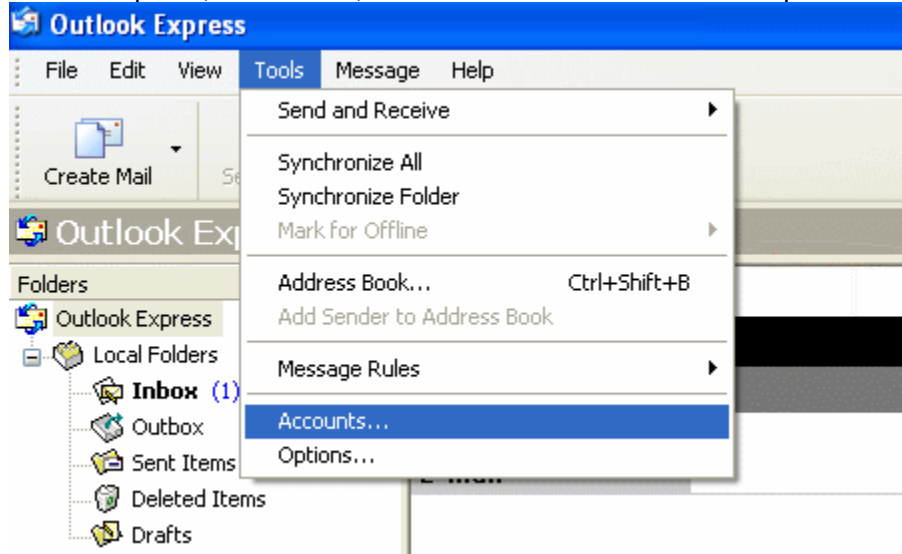 Outlook Express
File Edit View Tools Message Help
Send and Receive
Create Mail
Synchronize All
Synchronize Folder
Mark for Offline
Address Book... Ctrl+Shift+B
Add Sender to Address Book
Message Rules
Accounts...
Options...
Folders
Outlook Express
Local Folders
Inbox (1)
Outbox
Sent Items
Deleted Items
Drafts